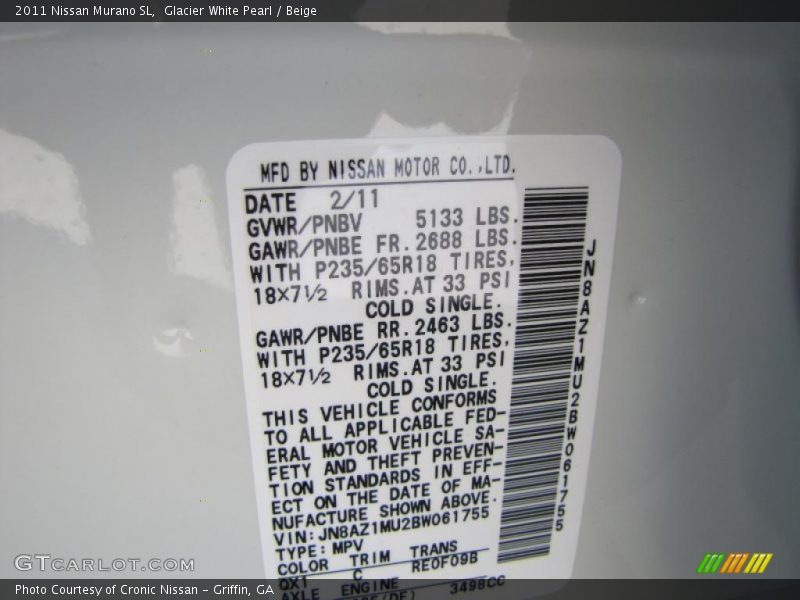 2011 Nissan Murano SL,  Glacier White Pearl / Beige
MFD BY NISSAN MOTOR CO.,LTD.
DATE 2/11
GVWR/PNBV 5133 LBS.
GAWR/PNBE FR. 2688 LBS.
WITH P235/65R18 TIRES.
18×7½ RIMS. AT 33 PSI
COLD SINGLE.
GAWR/PNBE RR. 2463 LBS.
WITH P235/65R18 TIRES.
18×7½ RIMS. AT 33 PSI
COLD SINGLE.
THIS VEHICLE CONFORMS
TO ALL APPLICABLE FED-
ERAL MOTOR VEHICLE SA-
FETY AND THEFT PREVEN-
TION STANDARDS IN EFF-
ECT ON THE DATE OF MA-
NUFACTURE SHOWN ABOVE.
VIN: JN8AZ1MU2BW061755
TYPE: MPV
COLOR TRIM TRANS
QX1 C RE0F09B
AXLE ENGINE 3498CC
JN8AZ1MU2BW061755
GTCARLOT.COM
Photo Courtesy of Cronic Nissan - Griffin, GA